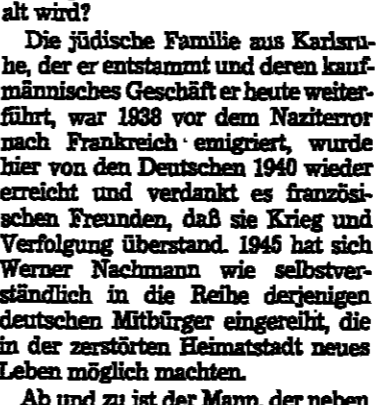 alt wird?
Die jüdische Familie aus Karlsru-
he, der er entstammt und deren kauf-
männisches Geschäft er heute weiter-
führt, war 1938 vor dem Naziterror
nach Frankreich emigriert, wurde
hier von den Deutschen 1940 wieder
erreicht und verdankt es französi-
schen Freunden, daß sie Krieg und
Verfolgung überstand. 1945 hat sich
Werner Nachmann wie selbstver-
ständlich in die Reihe derjenigen
deutschen Mitbürger eingereiht, die
in der zerstörten Heimatstadt neues
Leben möglich machten.
Ab und zu ist der Mann, der neben